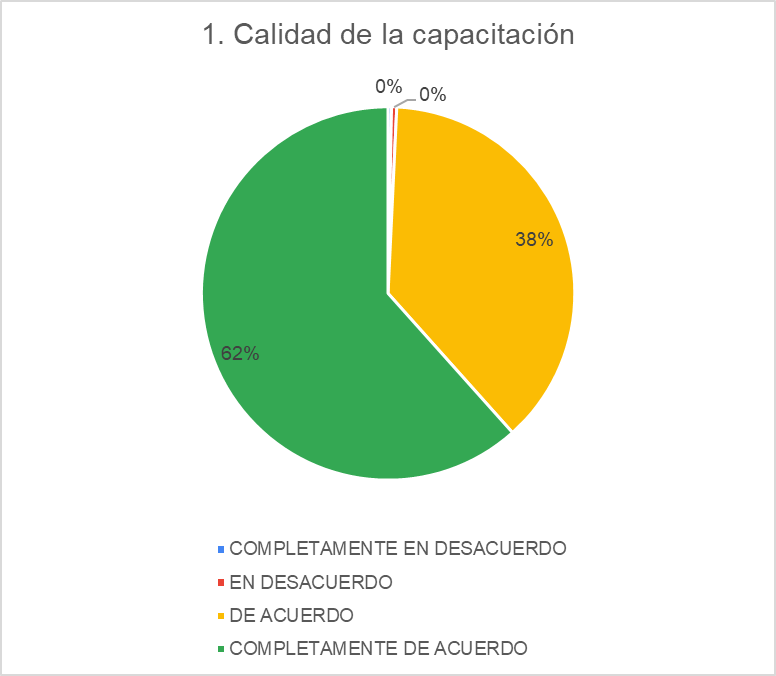 1. Calidad de la capacitación
0%
0%
38%
62%
COMPLETAMENTE EN DESACUERDO
EN DESACUERDO
DE ACUERDO
COMPLETAMENTE DE ACUERDO